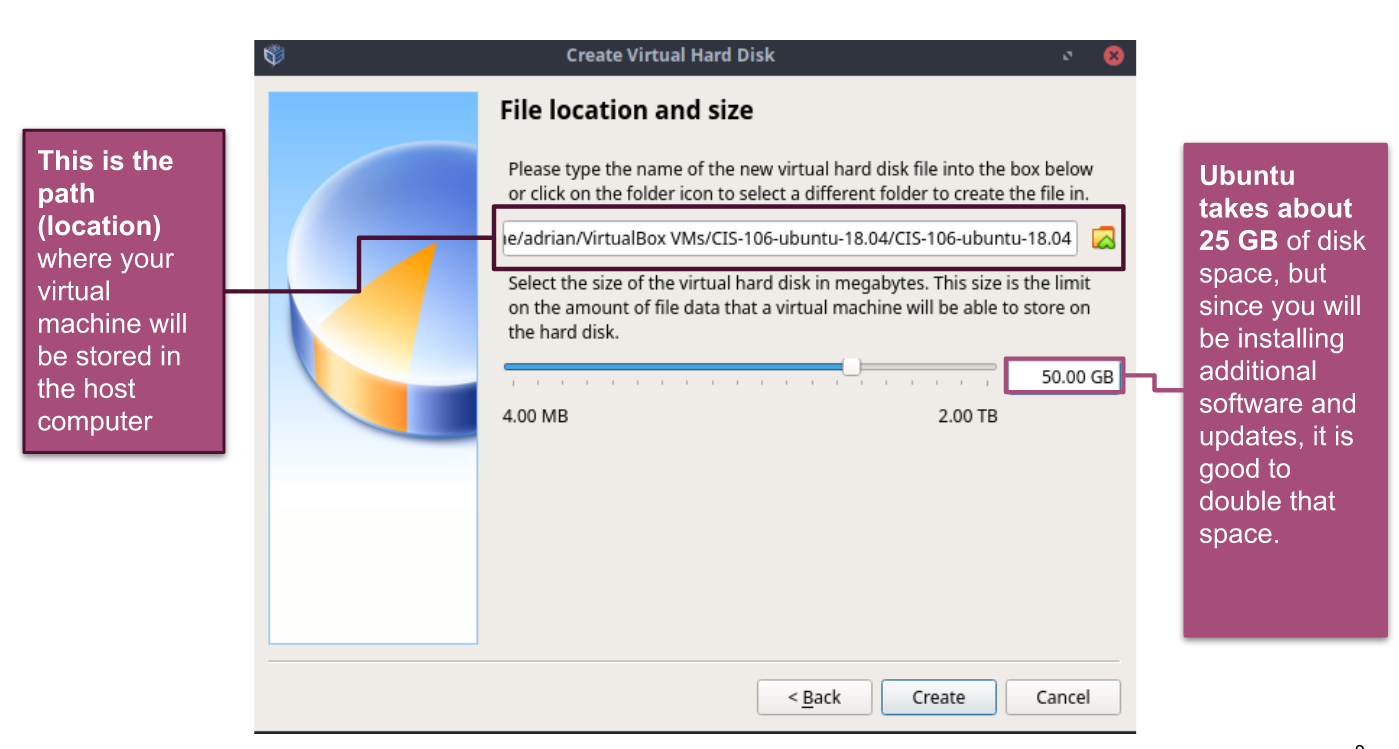 Create Virtual Hard Disk
This is the
path
(location)
where your
virtual
machine will
be stored in
the host
computer
File location and size
Please type the name of the new virtual hard disk file into the box below
or click on the folder icon to select a different folder to create the file in.
e/adrian/VirtualBox VMs/CIS-106-ubuntu-18.04/CIS-106-ubuntu-18.04
Select the size of the virtual hard disk in megabytes. This size is the limit
on the amount of file data that a virtual machine will be able to store on
the hard disk.
50.00 GB
4.00 MB
2.00 TB
< Back
Create
Cancel
Ubuntu
takes about
25 GB of disk
space, but
since you will
be installing
additional
software and
updates, it is
good to
double that
space.